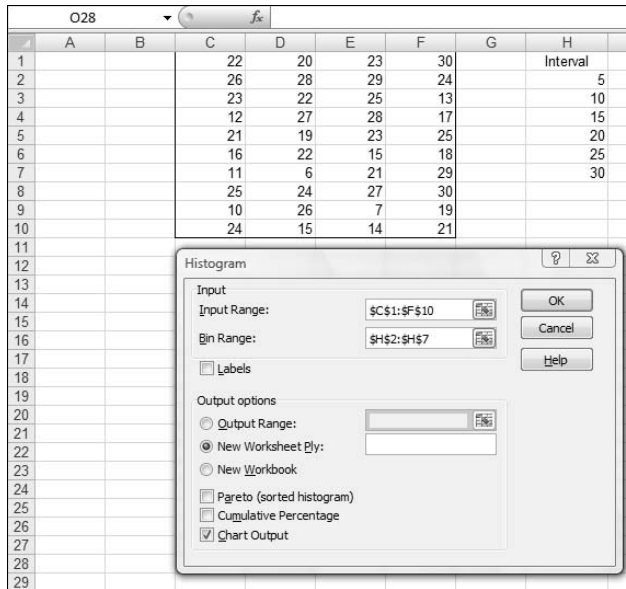 O28 fx
A B C D E F G H
1 22 20 23 30 Interval
2 26 28 29 24 5
3 23 22 25 13 10
4 12 27 28 17 15
5 21 19 23 25 20
6 16 22 15 18 25
7 11 6 21 29 30
8 25 24 27 30
9 10 26 7 19
10 24 15 14 21
11
12 Histogram ?
13 Input
14 Input Range: $C$1:$F$10 OK
15
16 Bin Range: $H$2:$H$7 Cancel
17 Labels Help
18
19 Output options
20 Output Range:
21
22 New Worksheet Ply:
23 New Workbook
24
25 Pareto (sorted histogram)
26 Cumulative Percentage
27 Chart Output
28
29